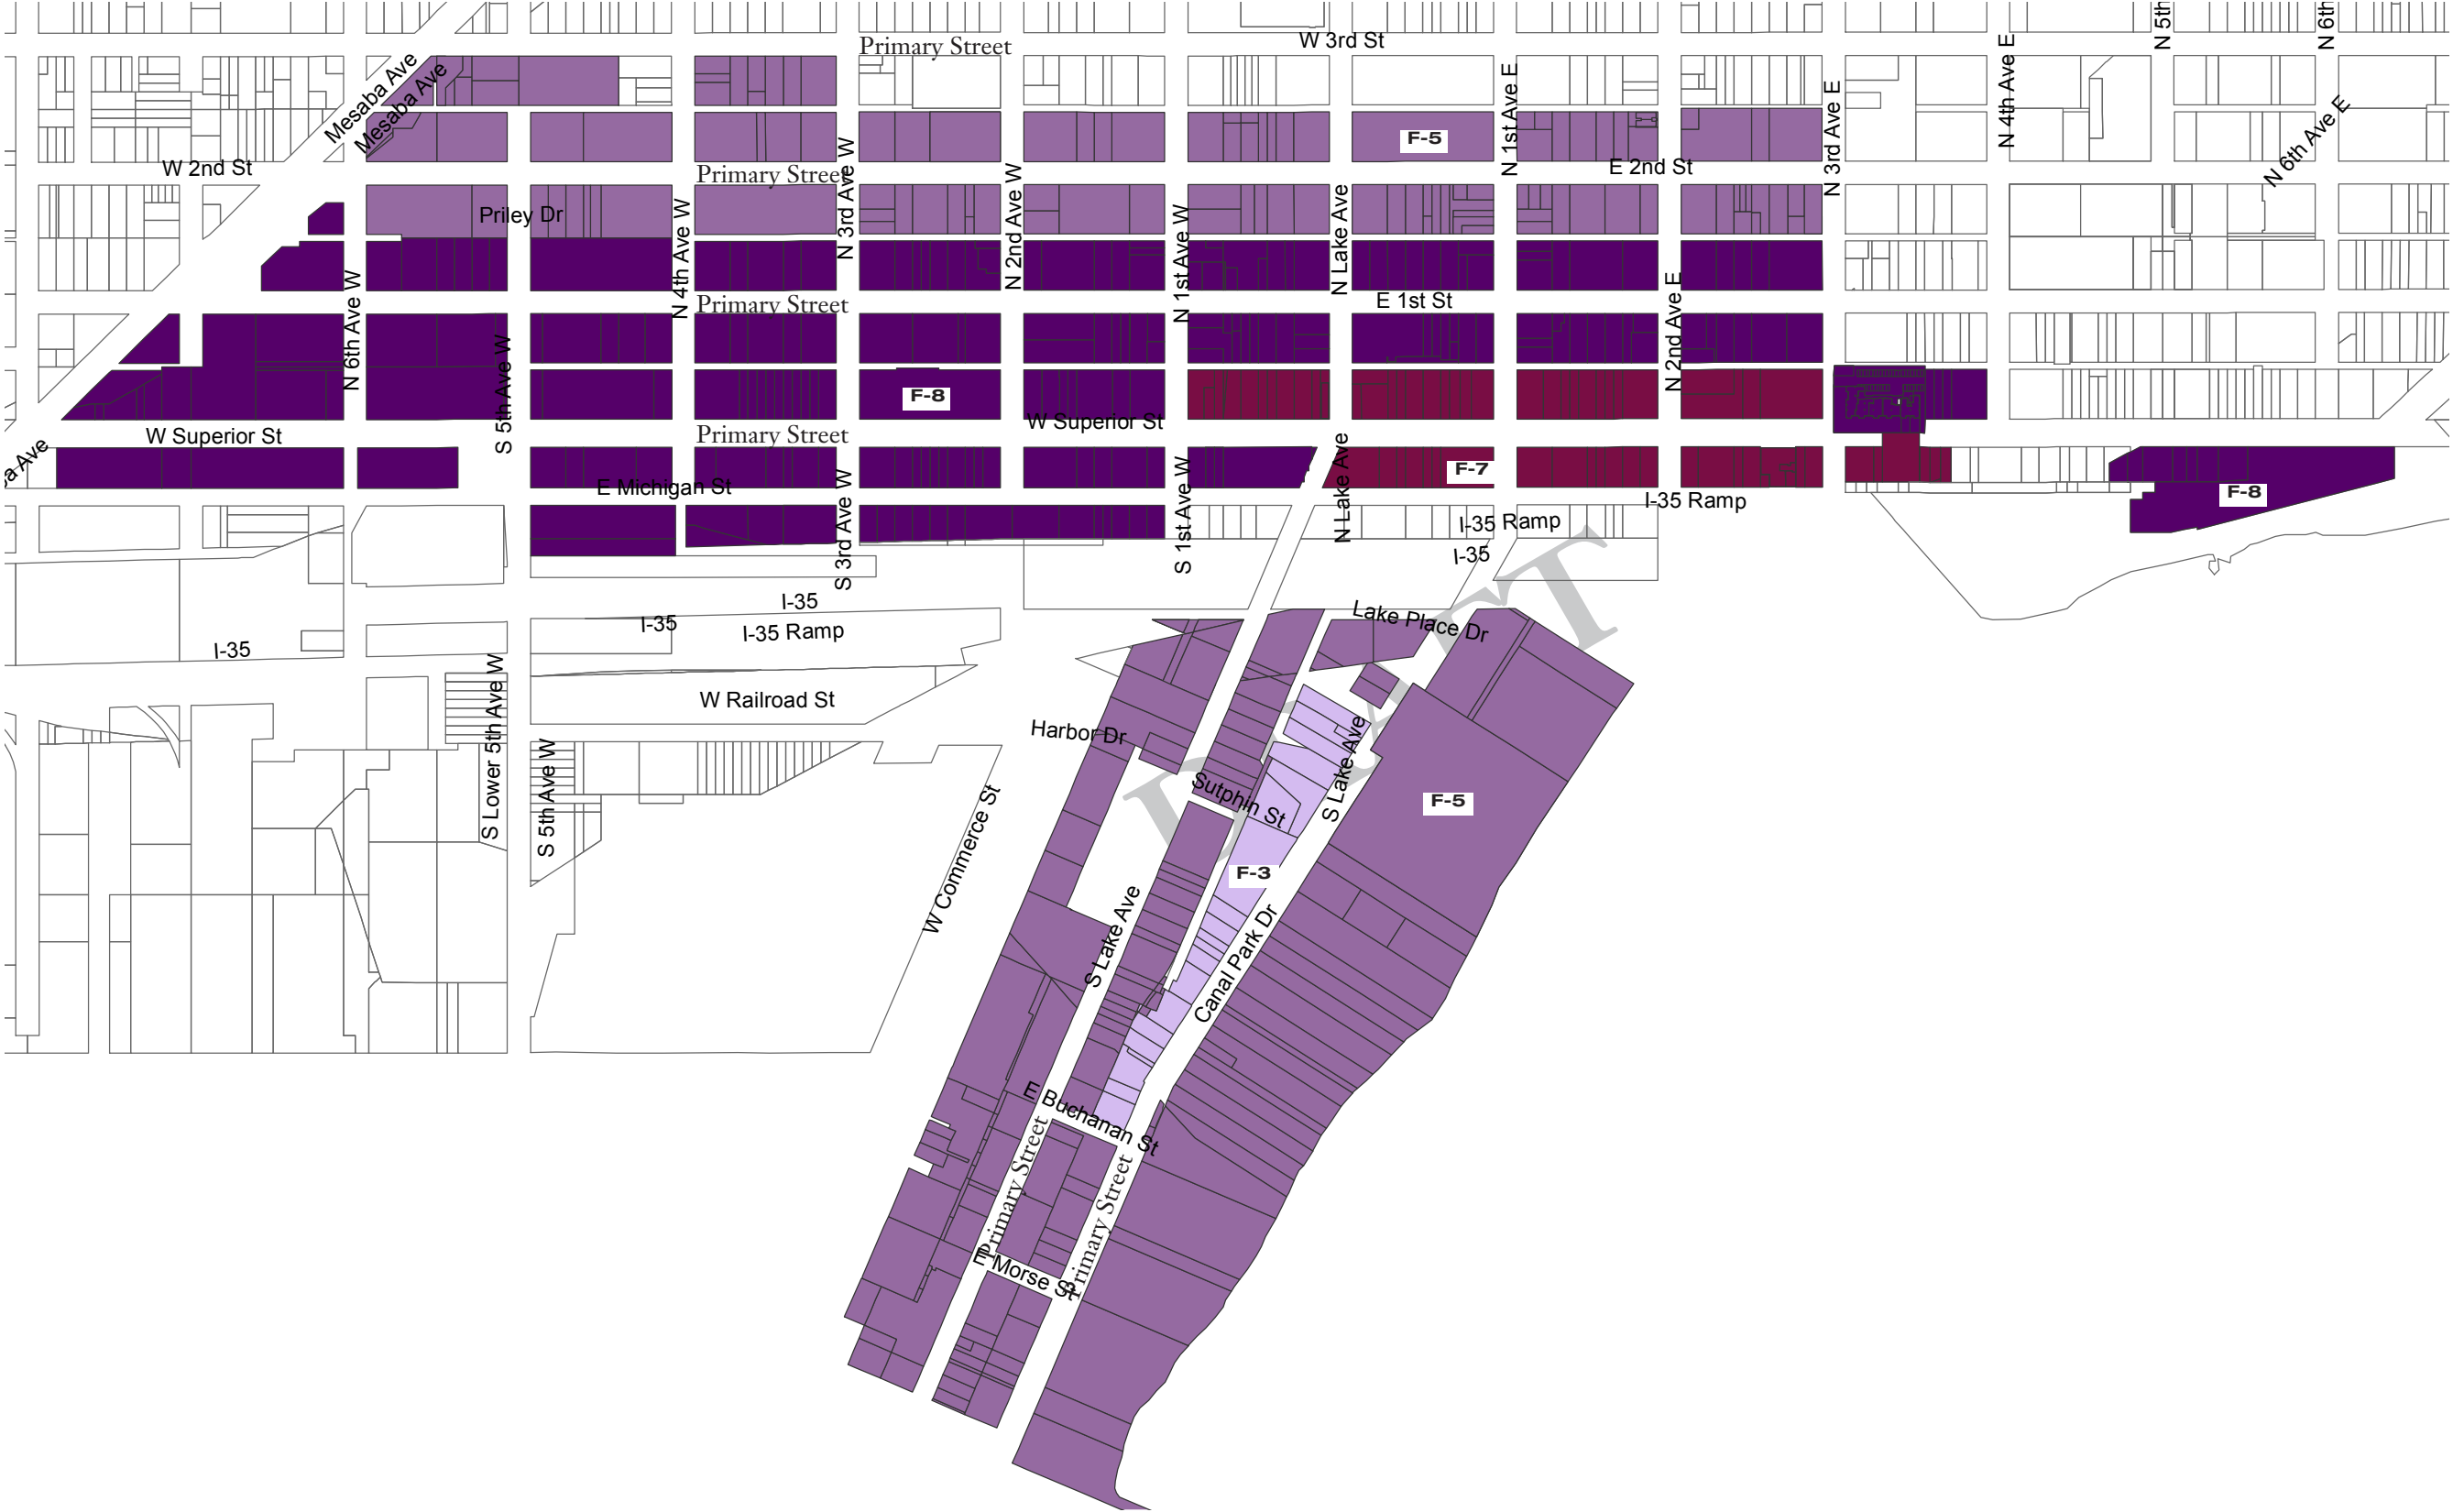 N 5th
N 6th
W 3rd St
Primary Street
Mesaba Ave
Mesaba Ave
N 1st Ave E
N 4th Ave E
N 3rd Ave E
N 6th Ave E
F-5
W 2nd St
E 2nd St
Primary Street
N 3rd Ave W
N 2nd Ave W
Priley Dr
N 4th Ave W
N 1st Ave W
N Lake Ave
N 6th Ave W
N 2nd Ave E
Primary Street
E 1st St
S 5th Ave W
F-8
W Superior St
W Superior St
Primary Street
a Ave
S 3rd Ave W
S 1st Ave W
N Lake Ave
F-7
E Michigan St
F-8
I-35 Ramp
I-35 Ramp
I-35
I-35
I-35
I-35 Ramp
I-35
Lake Place Dr
DRAFT
W Railroad St
S Lower 5th Ave W
S 5th Ave W
Harbor Dr
Sutphin St
S Lake Ave
F-5
W Commerce St
F-3
S Lake Ave
Canal Park Dr
E Buchanan St
Primary Street
Primary Street
E Morse St